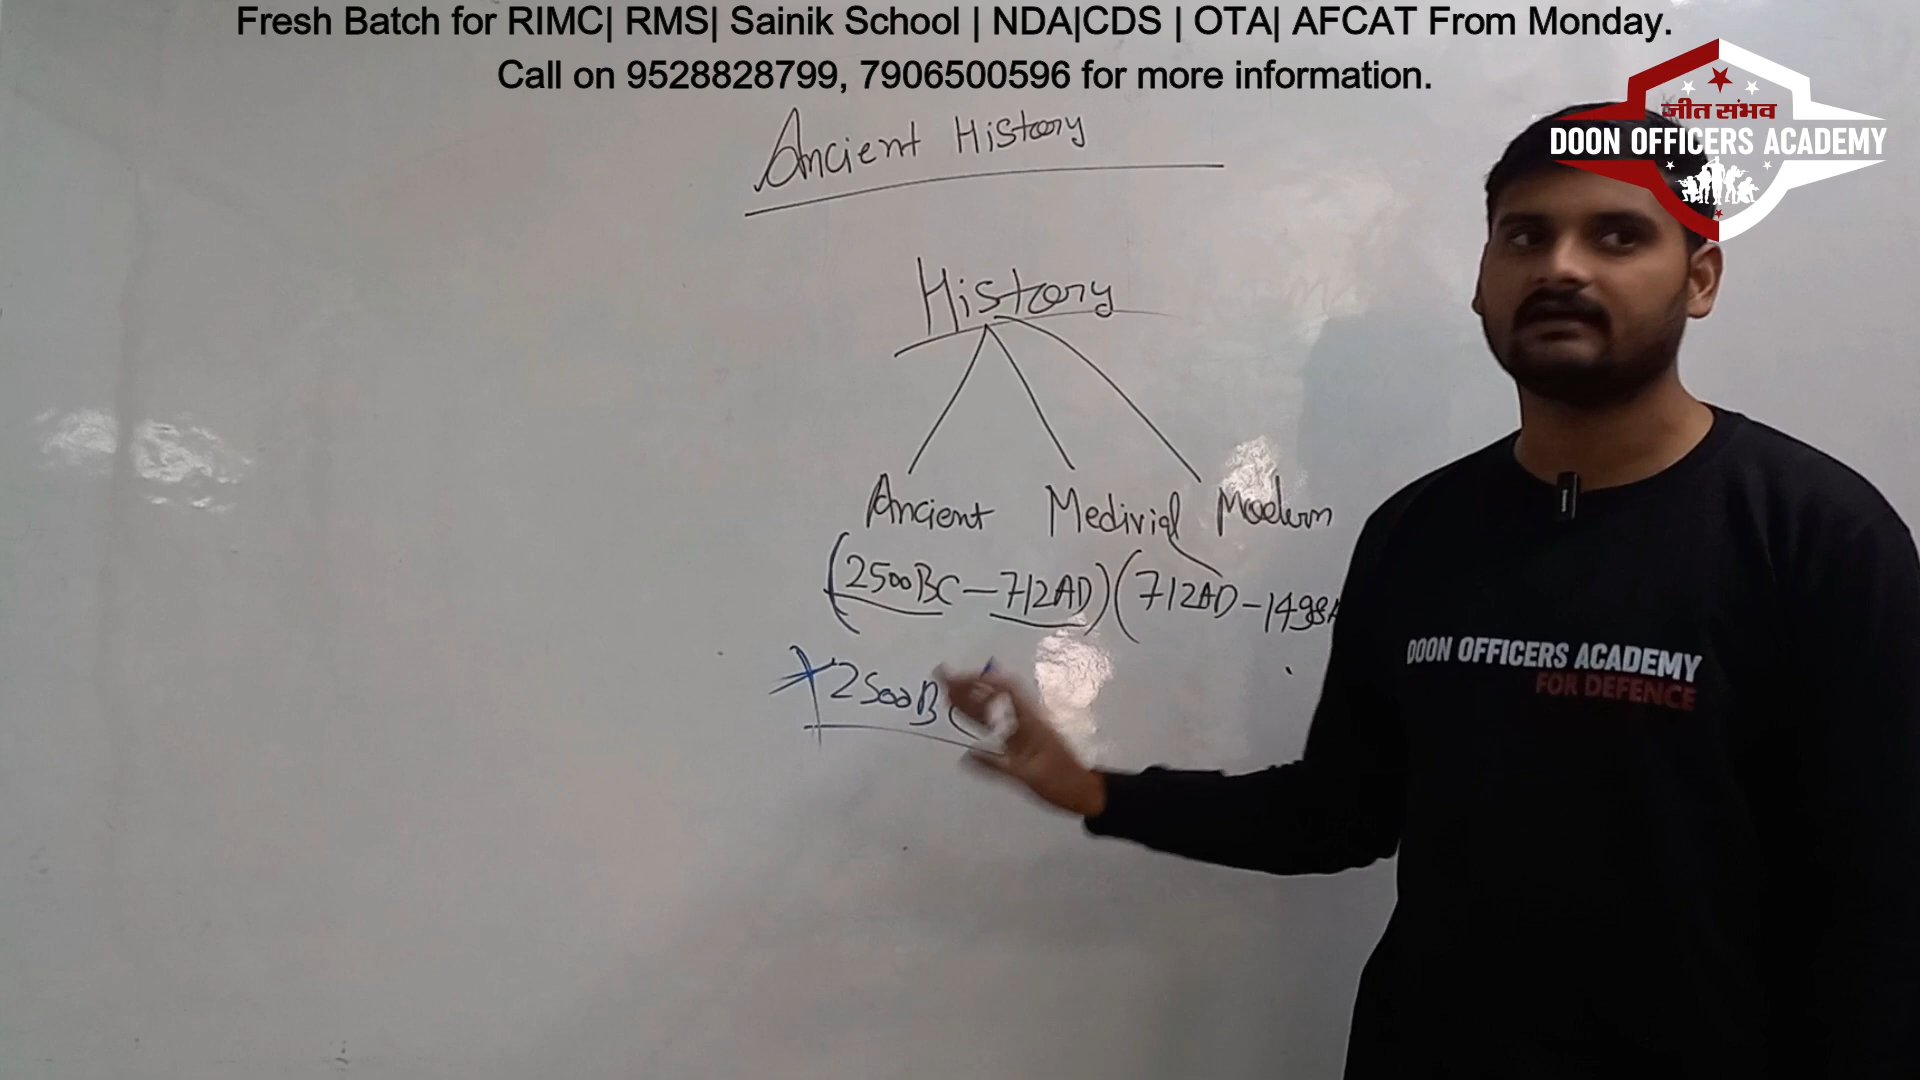 Fresh Batch for RIMC| RMS| Sainik School | NDA|CDS | OTA| AFCAT From Monday.
Call on 9528828799, 7906500596 for more information.
जीत संभव
DOON OFFICERS ACADEMY
Ancient History
History
Ancient Medivial Modern
(2500BC-712AD) (712AD-1498A
2500BC
DOON OFFICERS ACADEMY
FOR DEFENCE